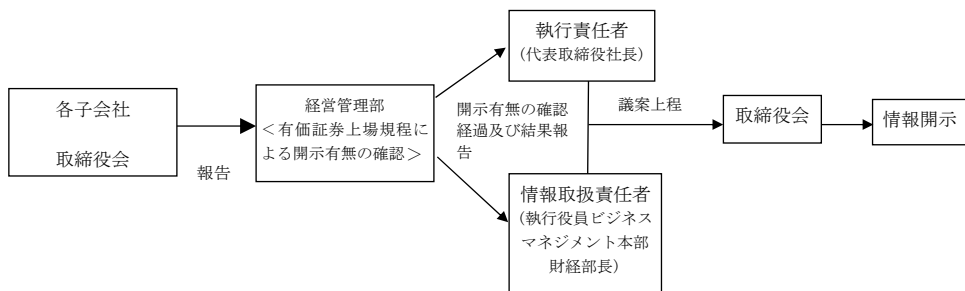 各子会社
取締役会
報告
経営管理部
＜有価証券上場規程に
よる開示有無の確認＞
執行責任者
(代表取締役社長)
開示有無の確認
経過及び結果報
告
情報取扱責任者
(執行役員ビジネス
マネジメント本部
財経部長)
議案上程
取締役会
情報開示